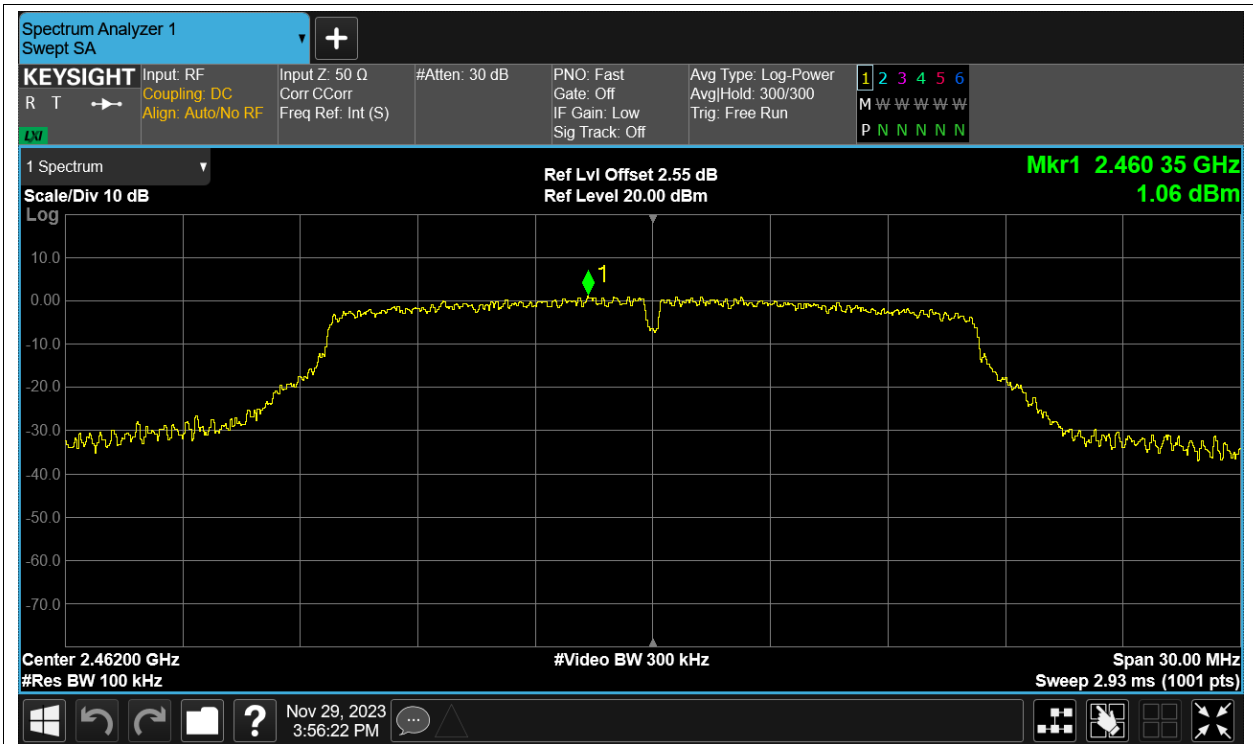 Spectrum Analyzer 1
Swept SA
KEYSIGHT
R T
LXI
Input: RF
Coupling: DC
Align: Auto/No RF
Input Z: 50 Ω
Corr CCorr
Freq Ref: Int (S)
#Atten: 30 dB
PNO: Fast
Gate: Off
IF Gain: Low
Sig Track: Off
Avg Type: Log-Power
Avg|Hold: 300/300
Trig: Free Run
1 2 3 4 5 6
M W W W W W
P N N N N N
1 Spectrum
Scale/Div 10 dB
Log
Ref Lvl Offset 2.55 dB
Ref Level 20.00 dBm
Mkr1 2.460 35 GHz
1.06 dBm
1
10.0
0.00
-10.0
-20.0
-30.0
-40.0
-50.0
-60.0
-70.0
Center 2.46200 GHz
#Video BW 300 kHz
Span 30.00 MHz
#Res BW 100 kHz
Sweep 2.93 ms (1001 pts)
?
Nov 29, 2023
3:56:22 PM